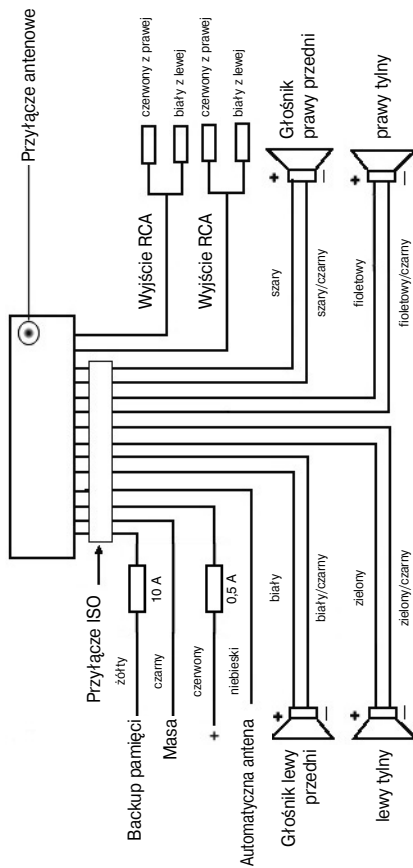 Przyłącze antenowe
czerwony z prawej
biały z lewej
czerwony z prawej
biały z lewej
Wyjście RCA
Wyjście RCA
Głośnik
prawy przedni
+
–
szary
szary/czarny
prawy tylny
+
–
fioletowy
fioletowy/czarny
Przyłącze ISO
żółty
10 A
Backup pamięci
czarny
Masa
czerwony
0,5 A
+
niebieski
Automatyczna antena
biały
biały/czarny
+
–
Głośnik lewy
przedni
zielony
zielony/czarny
+
–
lewy tylny